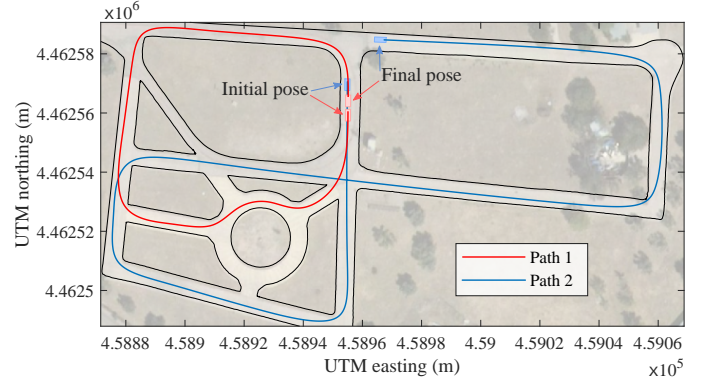 ×10⁶
4.46258
4.46256
4.46254
4.46252
4.4625
UTM northing (m)
Initial pose
Final pose
Path 1
Path 2
4.5888 4.589 4.5892 4.5894 4.5896 4.5898 4.59 4.5902 4.5904 4.5906
UTM easting (m)
×10⁵